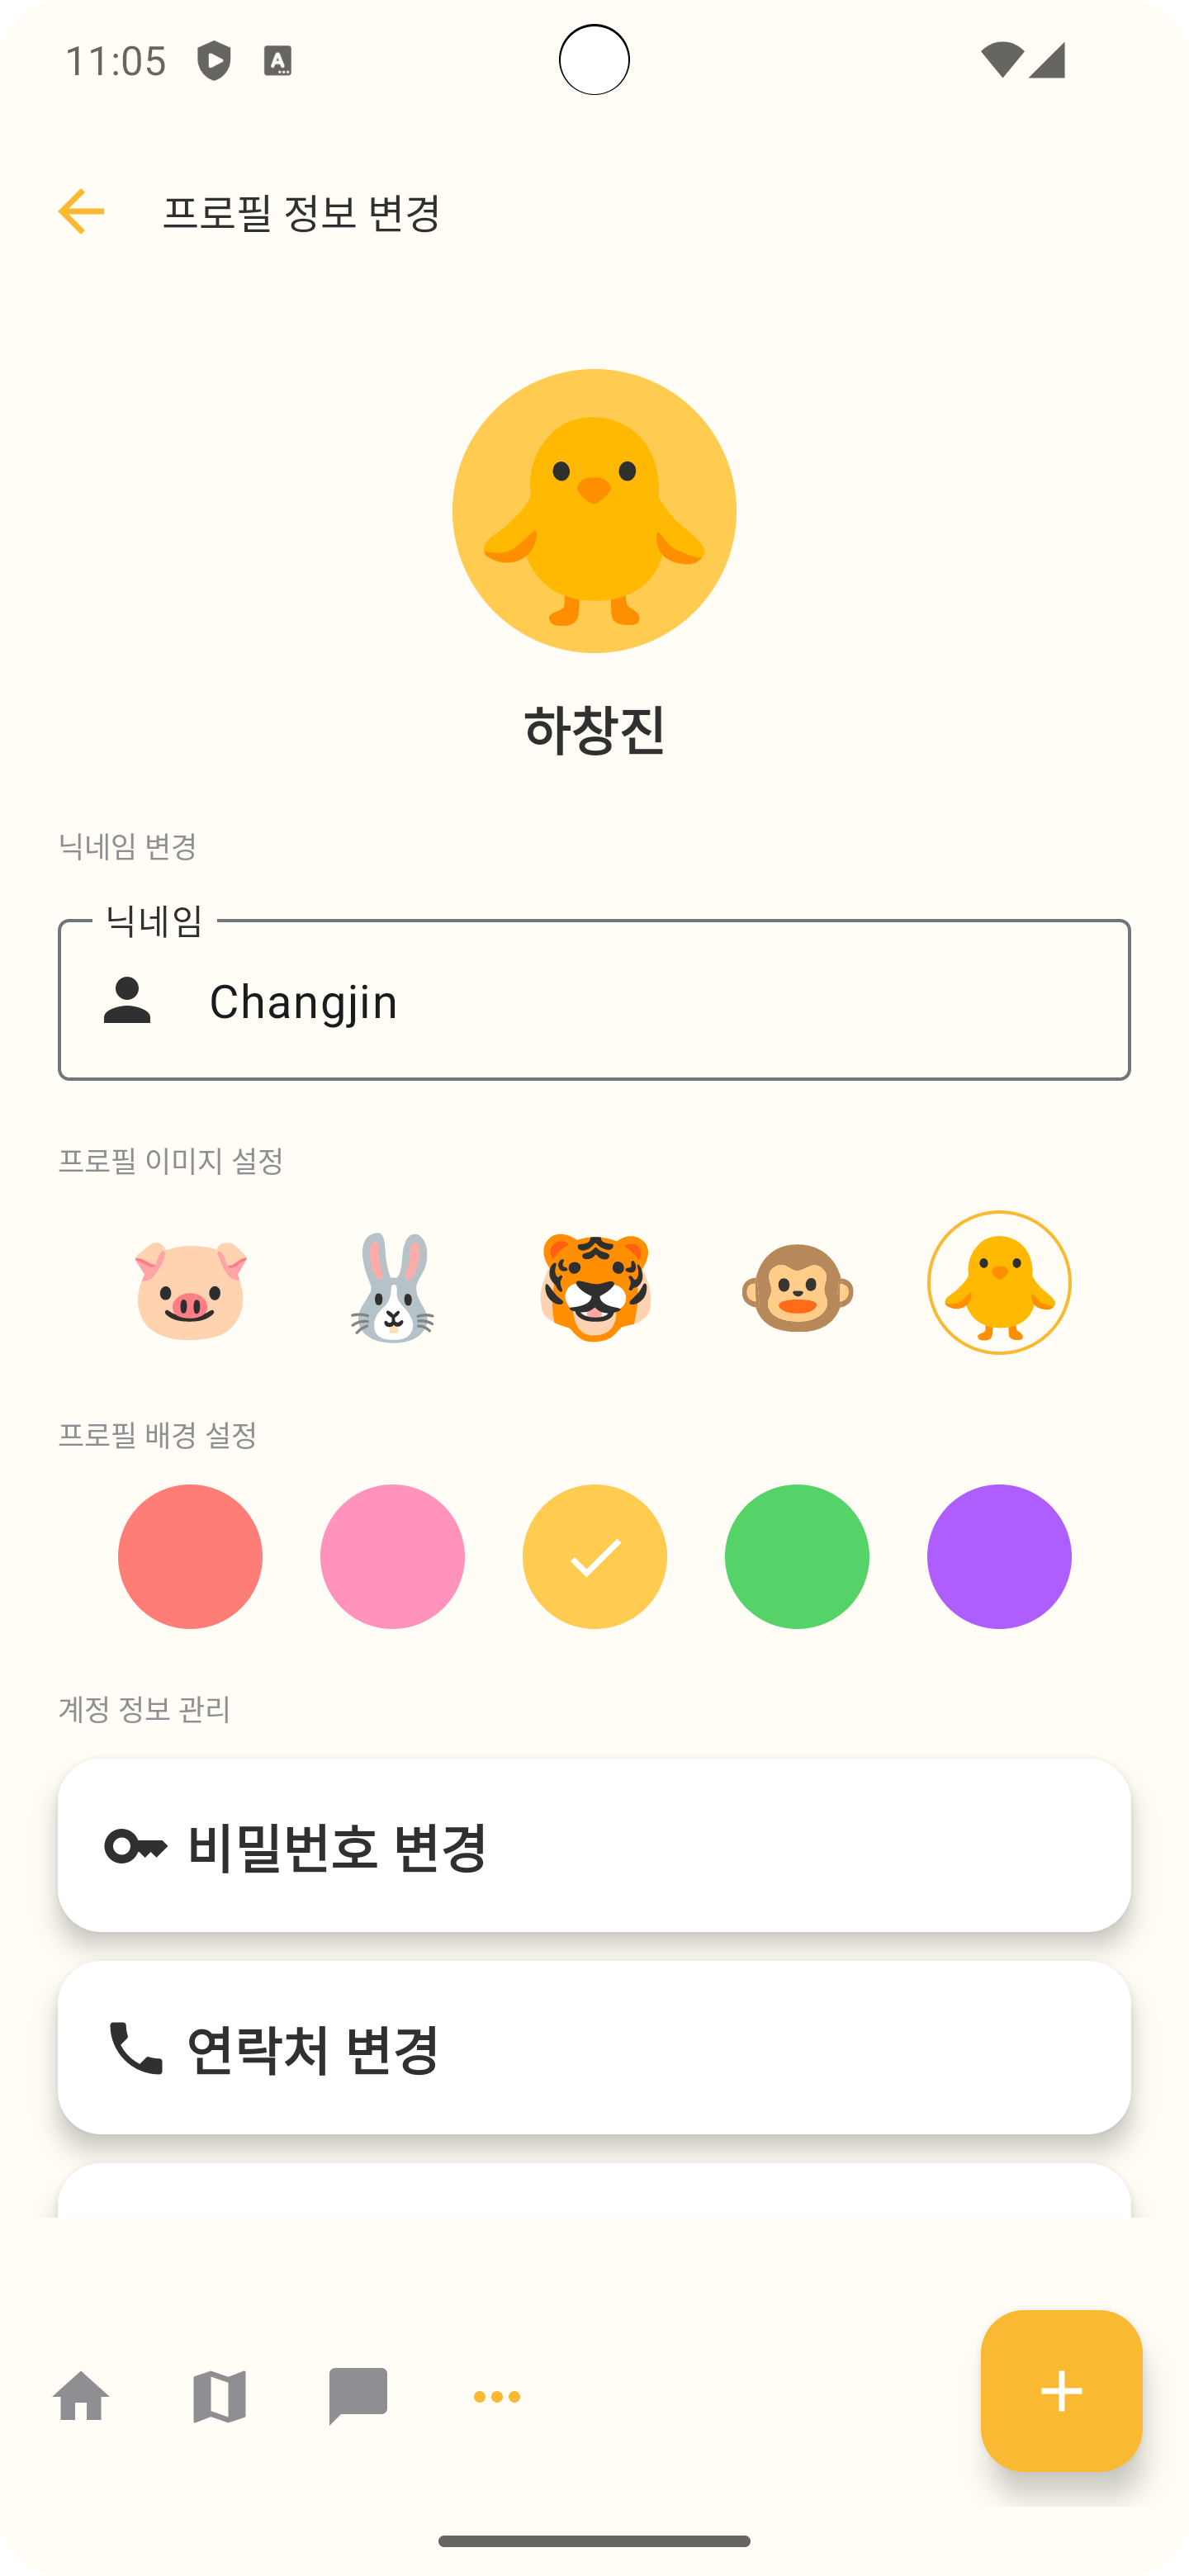 11:05
프로필 정보 변경
하창진
닉네임 변경
닉네임
Changjin
프로필 이미지 설정
프로필 배경 설정
계정 정보 관리
비밀번호 변경
연락처 변경